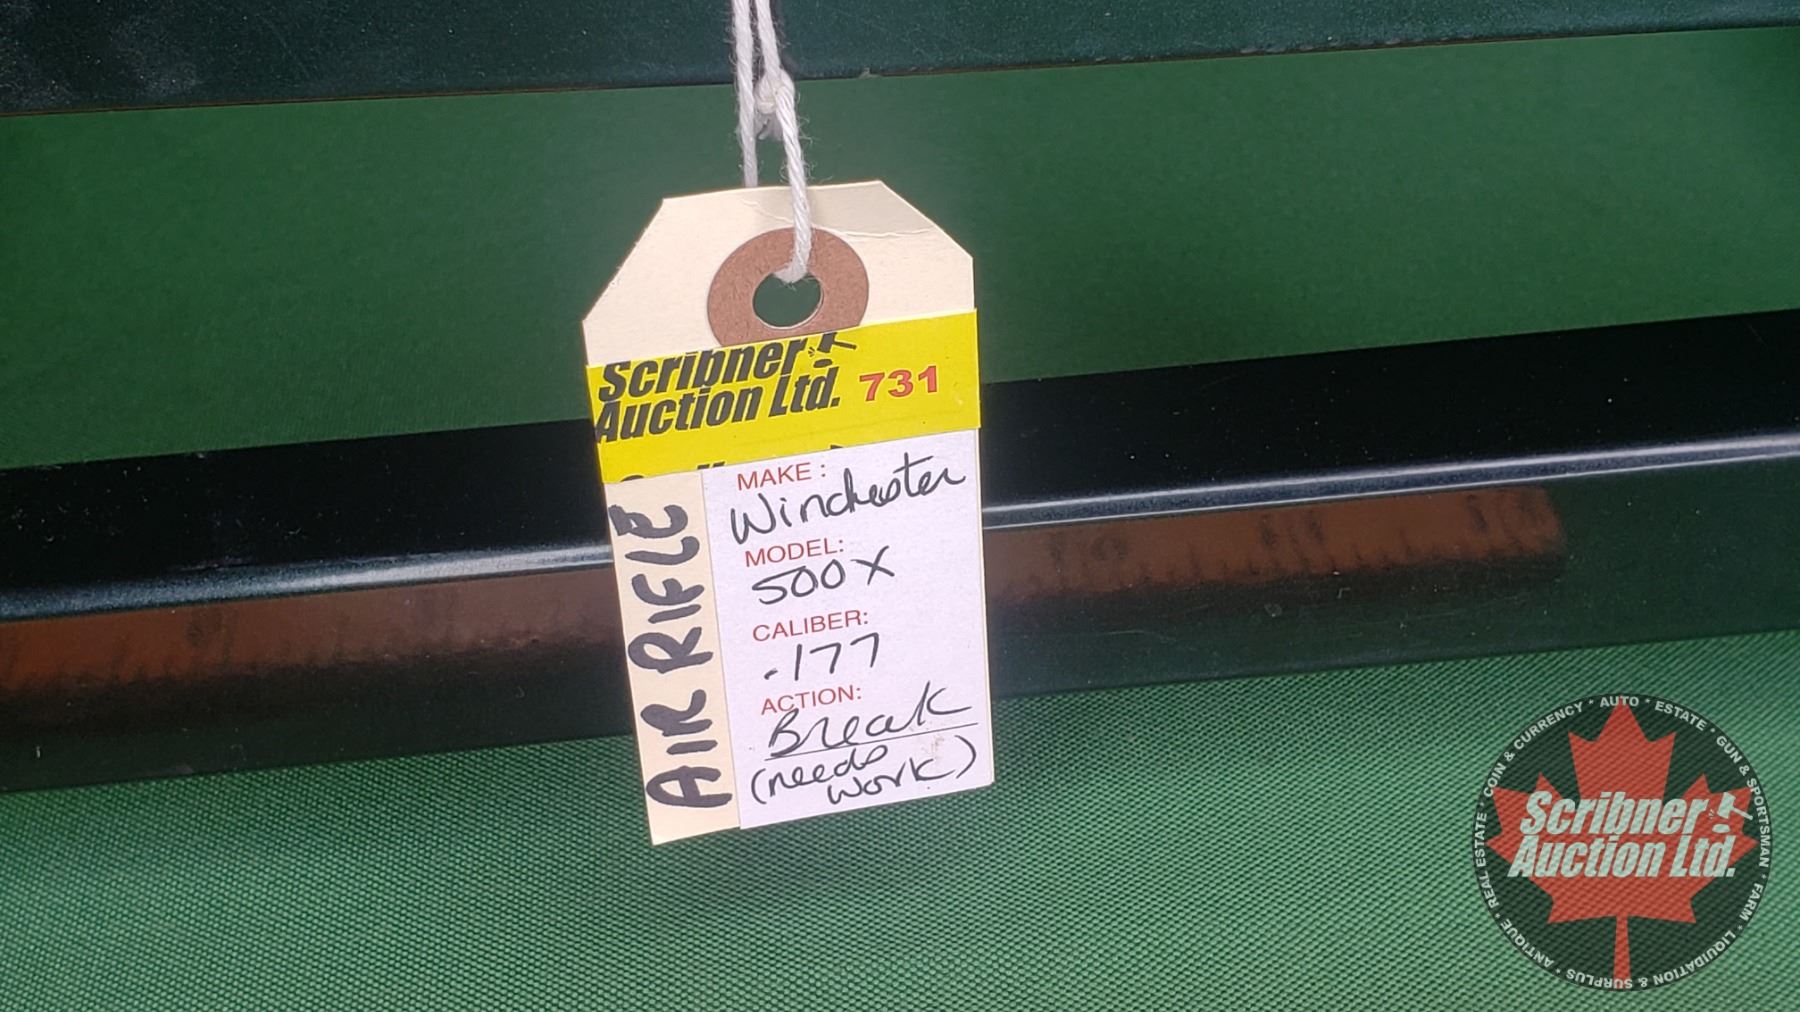 Scribner
Auction Ltd. 731
MAKE:
Winchester
MODEL:
500X
CALIBER:
.177
ACTION:
Break
(needs
work)
AIR RIFLE
Scribner
Auction Ltd.
* AUTO * ESTATE * GUN & SPORTSMAN * FARM * LIQUIDATION & SURPLUS * ANTIQUE * REAL ESTATE * COIN & CURRENCY